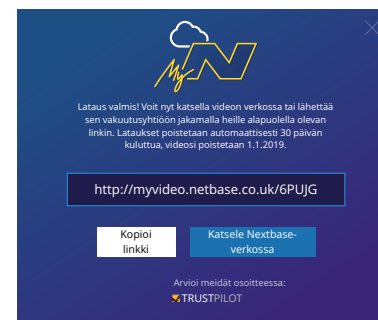 My N
Lataus valmis! Voit nyt katsella videon verkossa tai lähettää
sen vakuutusyhtiöön jakamalla heille alapuolella olevan
linkin. Lataukset poistetaan automaattisesti 30 päivän
kuluttua, videosi poistetaan 1.1.2019.
http://myvideo.netbase.co.uk/6PUJG
Kopioi
linkki
Katsele Nextbase-
verkossa
Arvioi meidät osoitteessa:
TRUSTPILOT